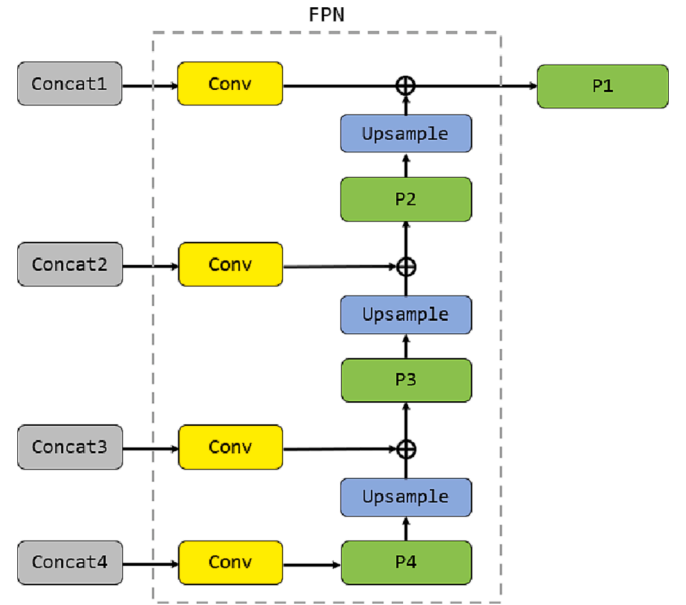 FPN
Concat1 Conv P1
Upsample
P2
Concat2 Conv
Upsample
P3
Concat3 Conv
Upsample
Concat4 Conv P4